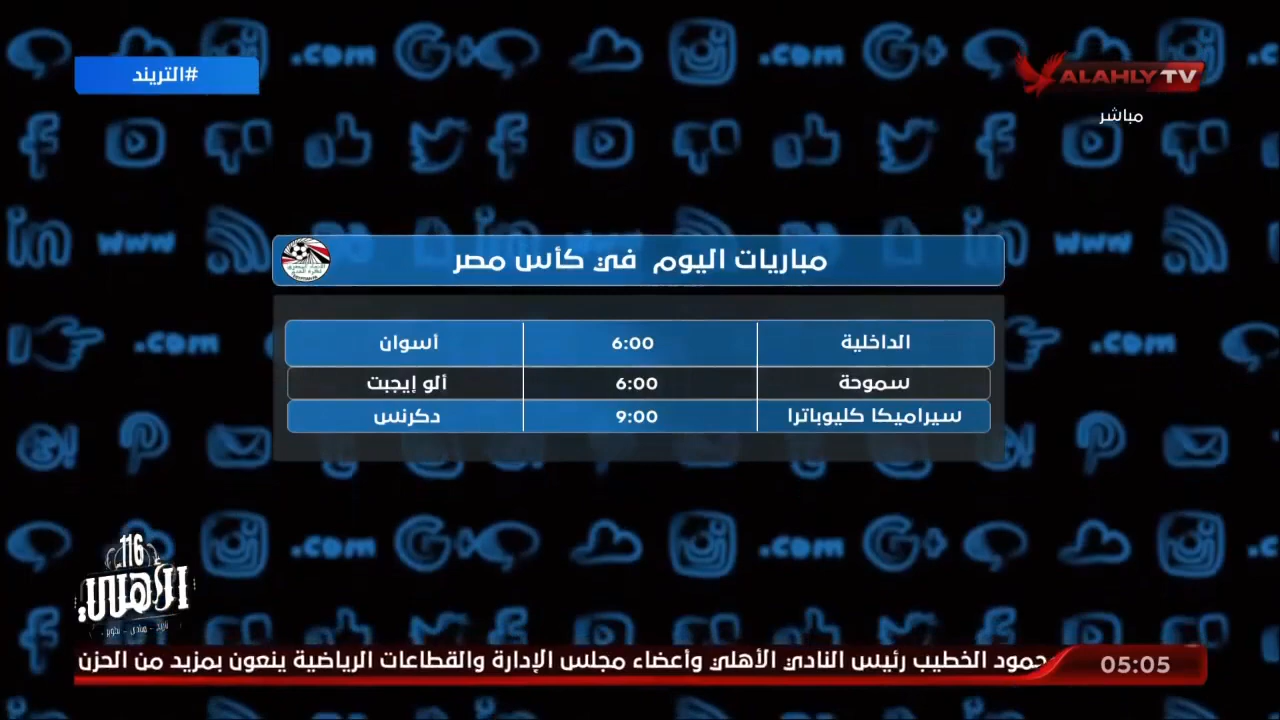 #التريند
ALAHLY TV
مباشر
مباريات اليوم في كأس مصر
الداخلية 6:00 أسوان
سموحة 6:00 ألو إيجبت
سيراميكا كليوباترا 9:00 دكرنس
116
الأهلي
05:05
محمود الخطيب رئيس النادي الأهلي وأعضاء مجلس الإدارة والقطاعات الرياضية ينعون بمزيد من الحزن